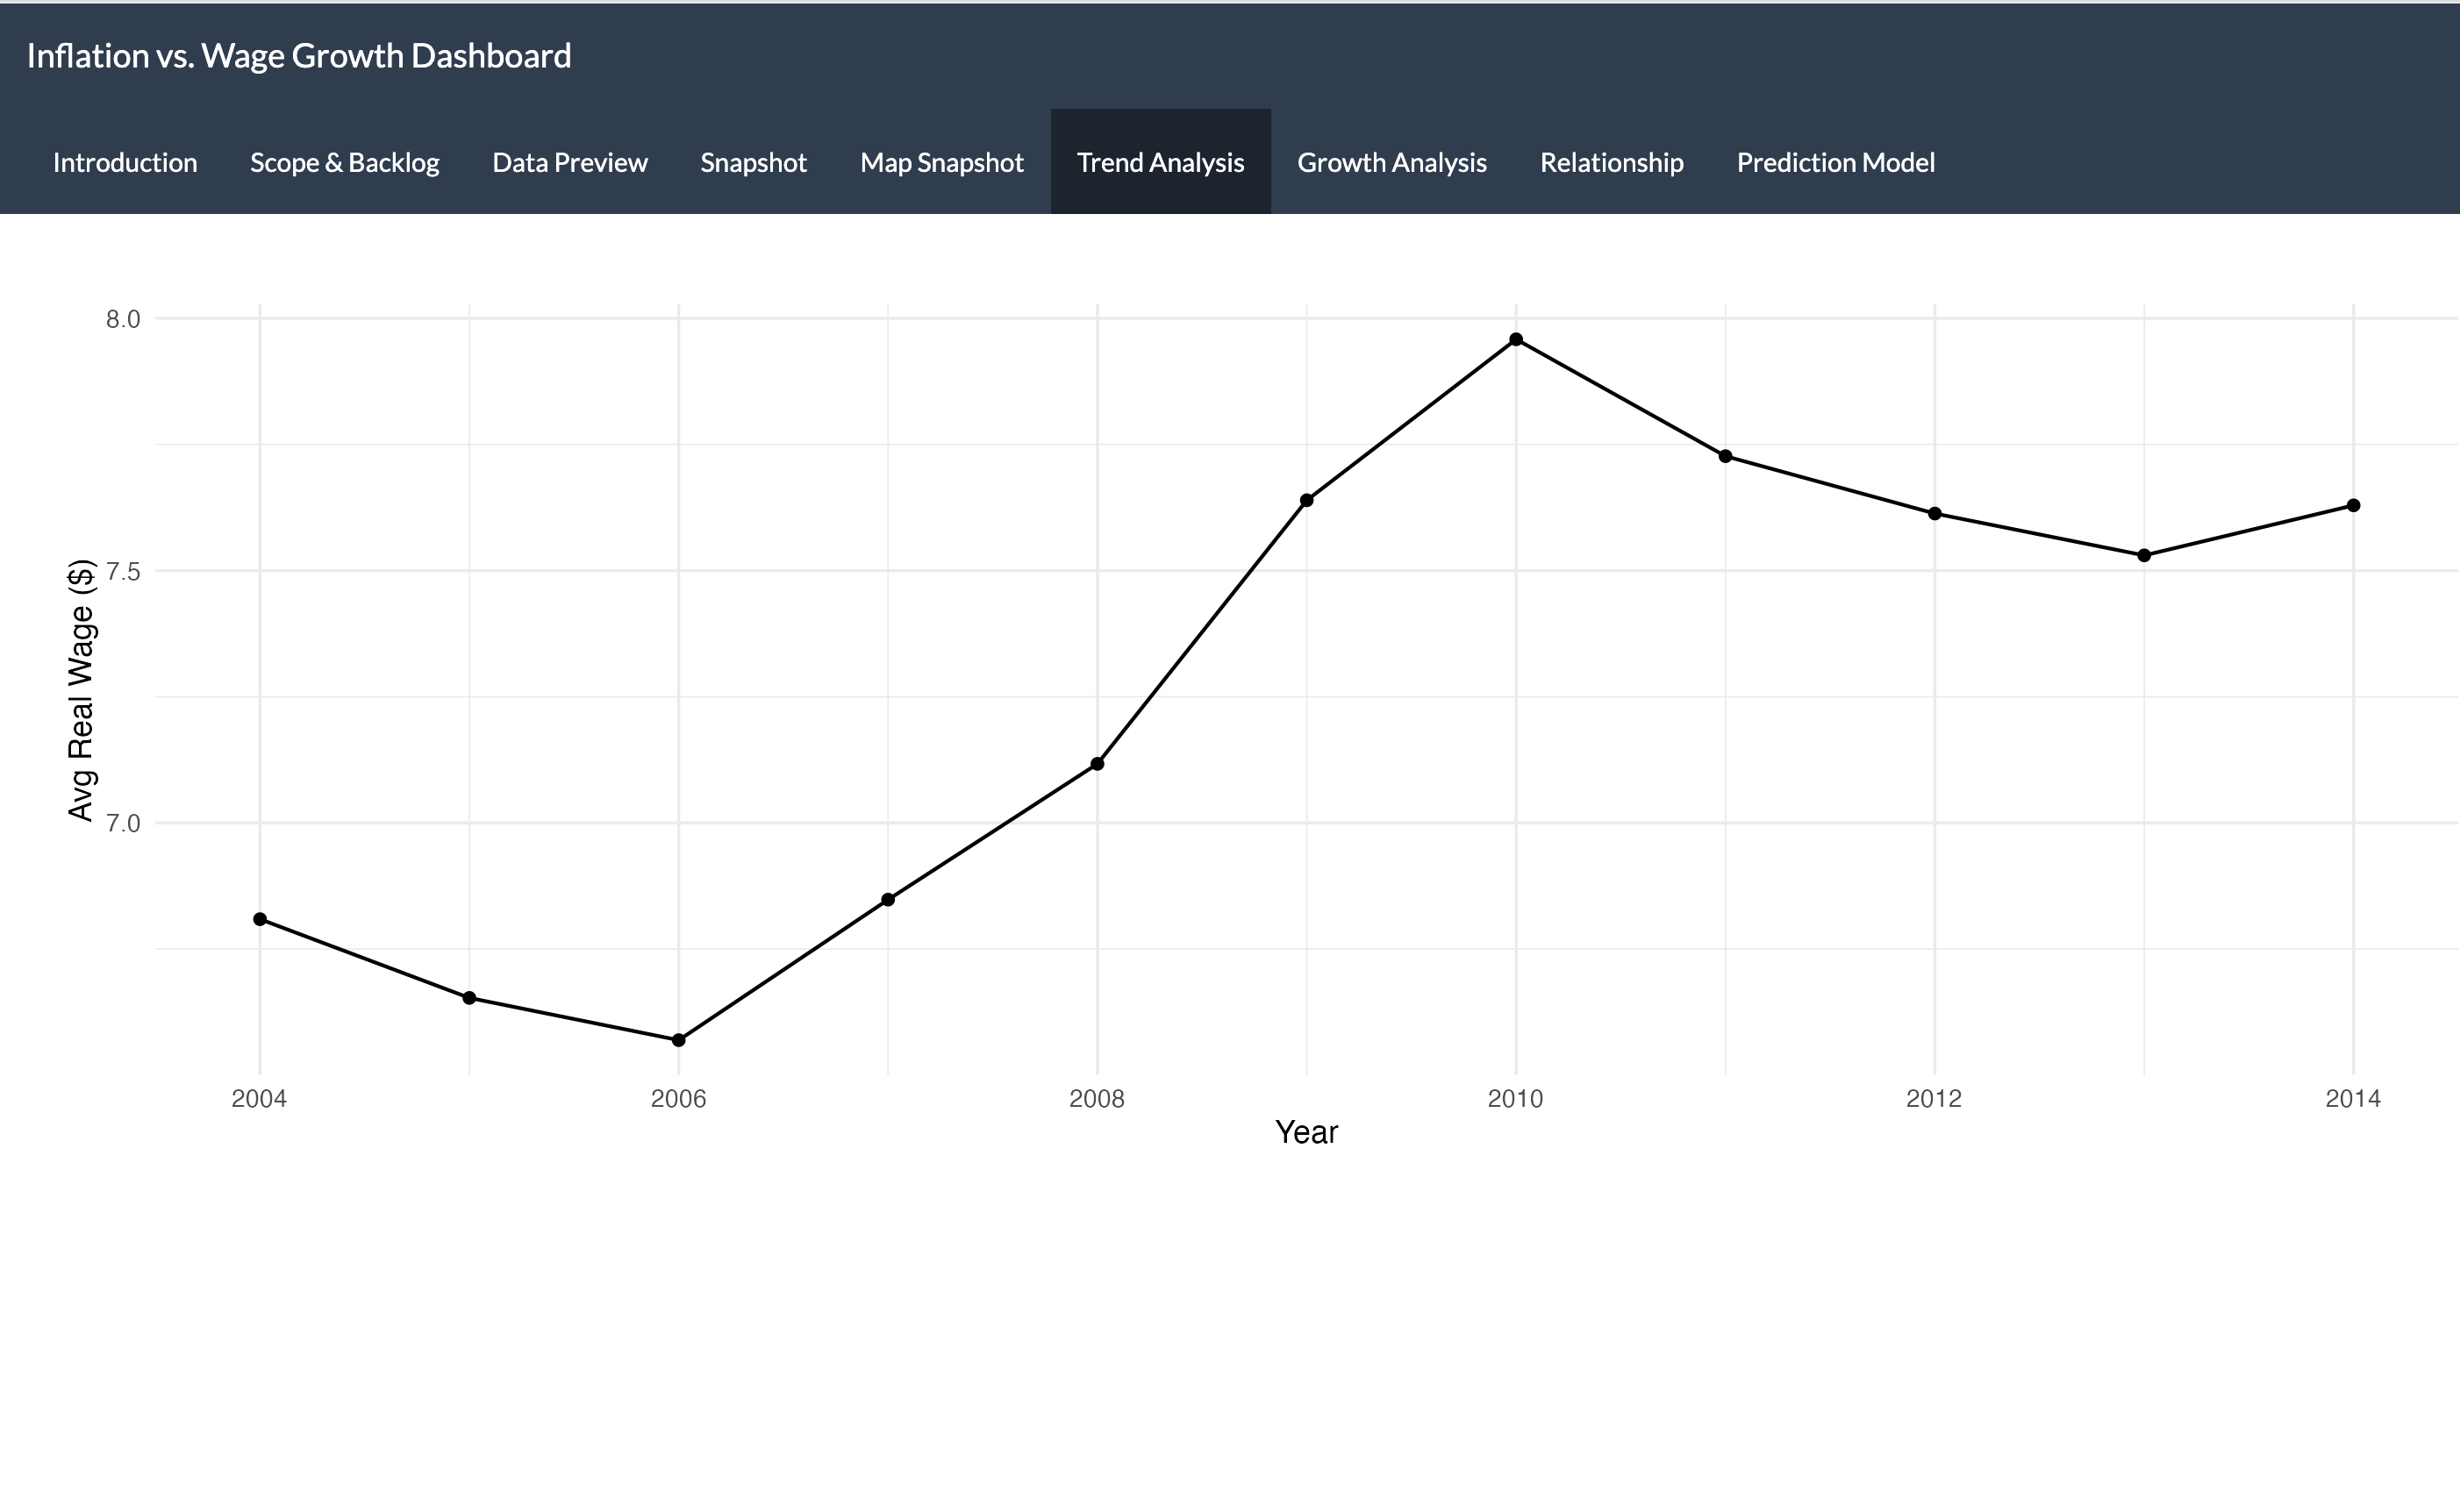 Inflation vs. Wage Growth Dashboard
Introduction Scope & Backlog Data Preview Snapshot Map Snapshot Trend Analysis Growth Analysis Relationship Prediction Model
8.0
7.5
7.0
Avg Real Wage ($)
2004 2006 2008 2010 2012 2014
Year